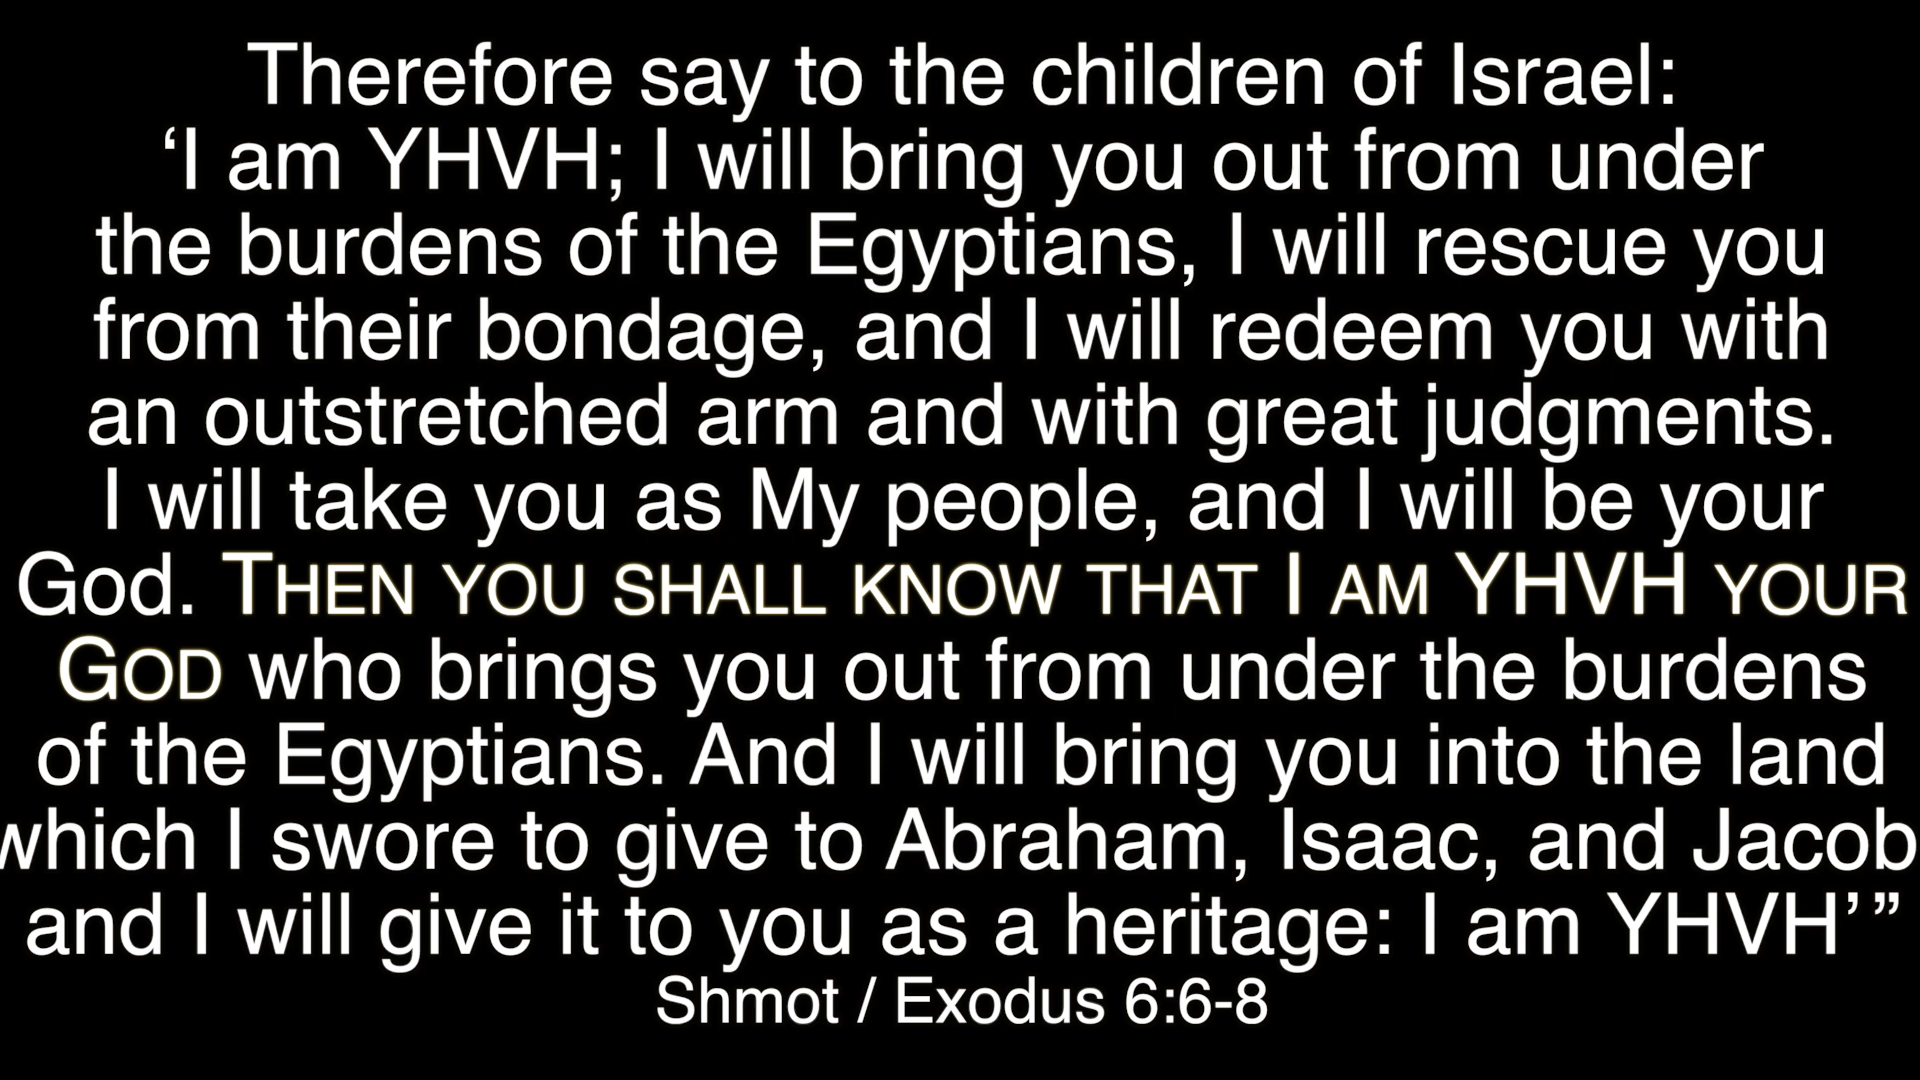 Therefore say to the children of Israel:
‘I am YHVH; I will bring you out from under
the burdens of the Egyptians, I will rescue you
from their bondage, and I will redeem you with
an outstretched arm and with great judgments.
I will take you as My people, and I will be your
God. THEN YOU SHALL KNOW THAT I AM YHVH YOUR
GOD who brings you out from under the burdens
of the Egyptians. And I will bring you into the land
which I swore to give to Abraham, Isaac, and Jacob
and I will give it to you as a heritage: I am YHVH’”
Shmot / Exodus 6:6-8